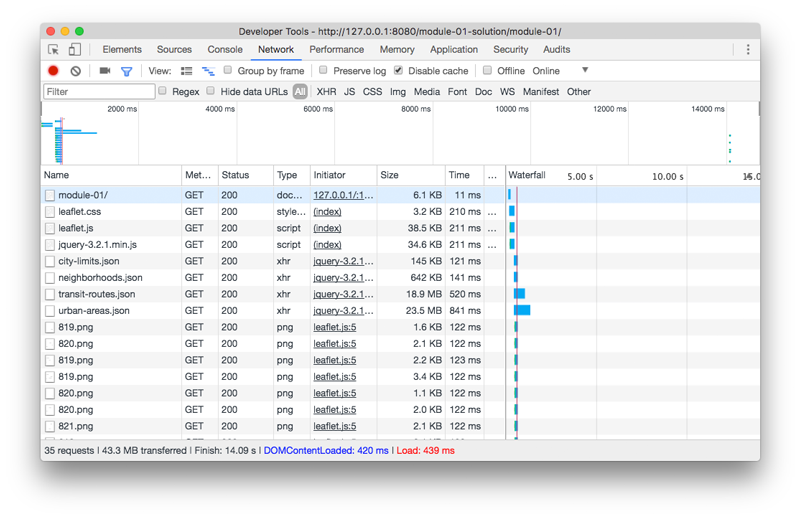 Developer Tools - http://127.0.0.1:8080/module-01-solution/module-01/
Elements Sources Console Network Performance Memory Application Security Audits
View: Group by frame Preserve log Disable cache Offline Online
Filter Regex Hide data URLs All XHR JS CSS Img Media Font Doc WS Manifest Other
2000 ms 4000 ms 6000 ms 8000 ms 10000 ms 12000 ms 14000 ms
Name Met... Status Type Initiator Size Time ... Waterfall 5.00 s 10.00 s
module-01/ GET 200 doc... 127.0.0.1/:1... 6.1 KB 11 ms
leaflet.css GET 200 style... (index) 3.2 KB 210 ms ...
leaflet.js GET 200 script (index) 38.5 KB 211 ms ...
jquery-3.2.1.min.js GET 200 script (index) 34.6 KB 211 ms ...
city-limits.json GET 200 xhr jquery-3.2.1... 145 KB 121 ms
neighborhoods.json GET 200 xhr jquery-3.2.1... 642 KB 141 ms
transit-routes.json GET 200 xhr jquery-3.2.1... 18.9 MB 520 ms
urban-areas.json GET 200 xhr jquery-3.2.1... 23.5 MB 841 ms
819.png GET 200 png leaflet.js:5 1.6 KB 122 ms
820.png GET 200 png leaflet.js:5 2.1 KB 122 ms
819.png GET 200 png leaflet.js:5 2.2 KB 123 ms
819.png GET 200 png leaflet.js:5 3.4 KB 122 ms
820.png GET 200 png leaflet.js:5 1.1 KB 122 ms
820.png GET 200 png leaflet.js:5 2.0 KB 122 ms
821.png GET 200 png leaflet.js:5 2.1 KB 122 ms
35 requests | 43.3 MB transferred | Finish: 14.09 s | DOMContentLoaded: 420 ms | Load: 439 ms